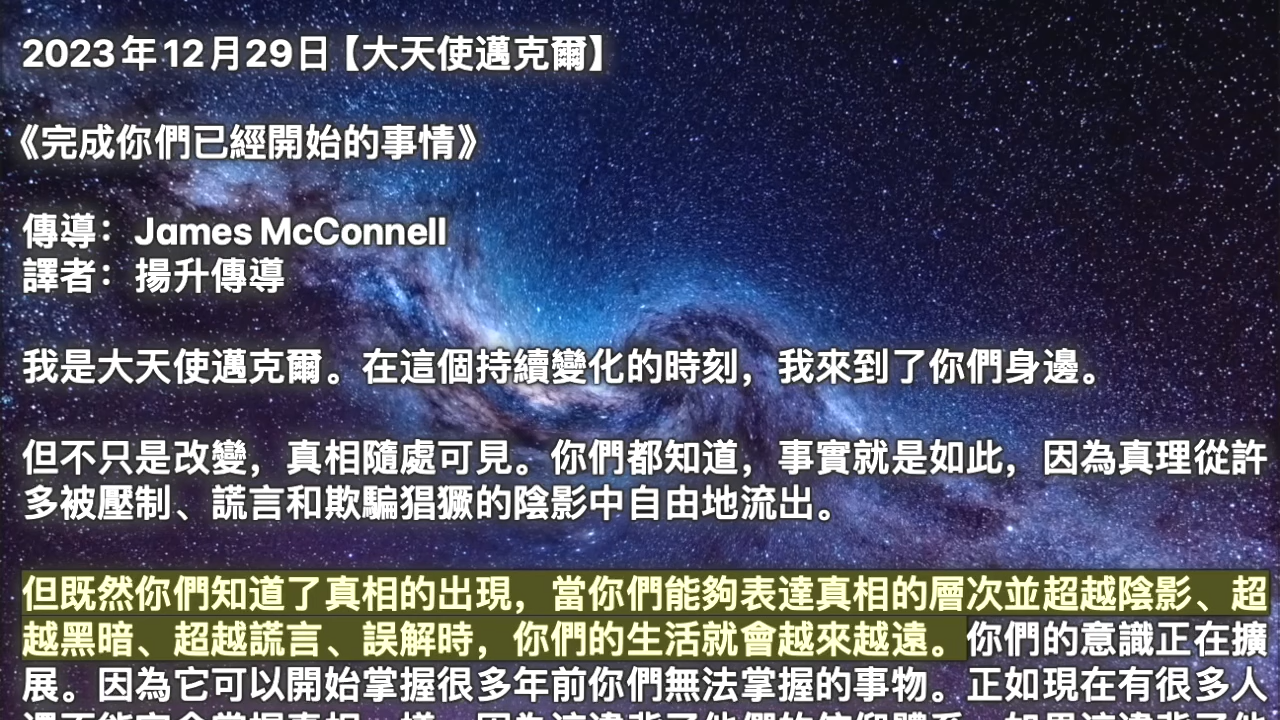 2023年12月29日【大天使邁克爾】
《完成你們已經開始的事情》
傳導：James McConnell
譯者：揚升傳導
我是大天使邁克爾。在這個持續變化的時刻，我來到了你們身邊。
但不只是改變，真相隨處可見。你們都知道，事實就是如此，因為真理從許
多被壓制、謊言和欺騙猖獗的陰影中自由地流出。
但既然你們知道了真相的出現，當你們能夠表達真相的層次並超越陰影、超
越黑暗、超越謊言、誤解時，你們的生活就會越來越遠。你們的意識正在擴
展。因為它可以開始掌握很多年前你們無法掌握的事物。正如現在有很多人